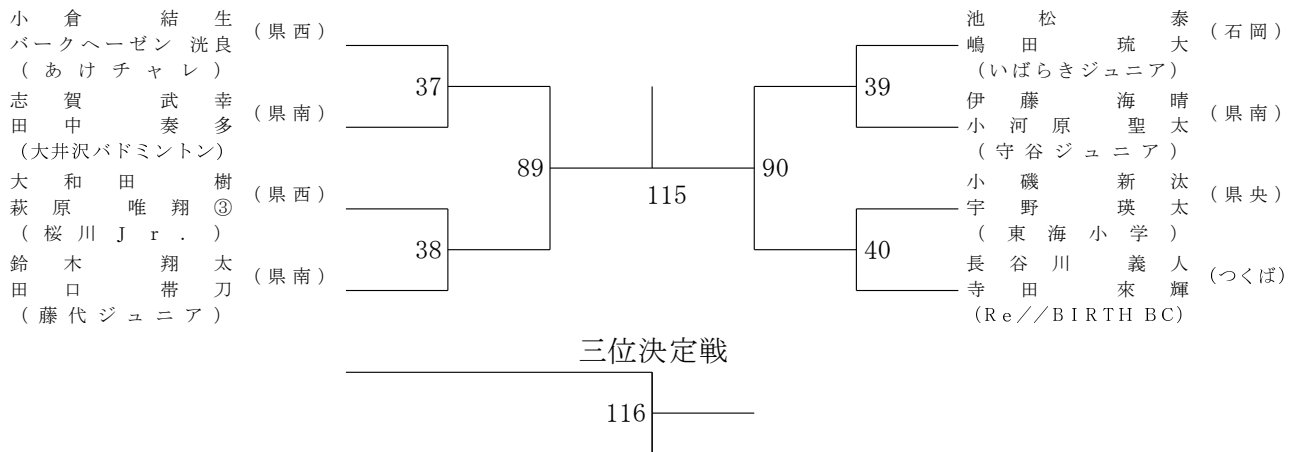 小倉 結生
(県西)
バークヘーゼン 洸良
(あけチャレ)
37
志賀 武幸
(県南)
田中 奏多
(大井沢バドミントン)
89
大和田 樹
(県西)
萩原 唯翔 ③
(桜川Jr.)
38
鈴木 翔太
(県南)
田口 帯刀
(藤代ジュニア)
115
池松 泰
(石岡)
嶋田 琉大
(いばらきジュニア)
39
伊藤 海晴
(県南)
小河原 聖太
(守谷ジュニア)
90
小磯 新汰
(県央)
宇野 瑛太
(東海小学)
40
長谷川 義人
(つくば)
寺田 來輝
(Re//BIRTH BC)
三位決定戦
116